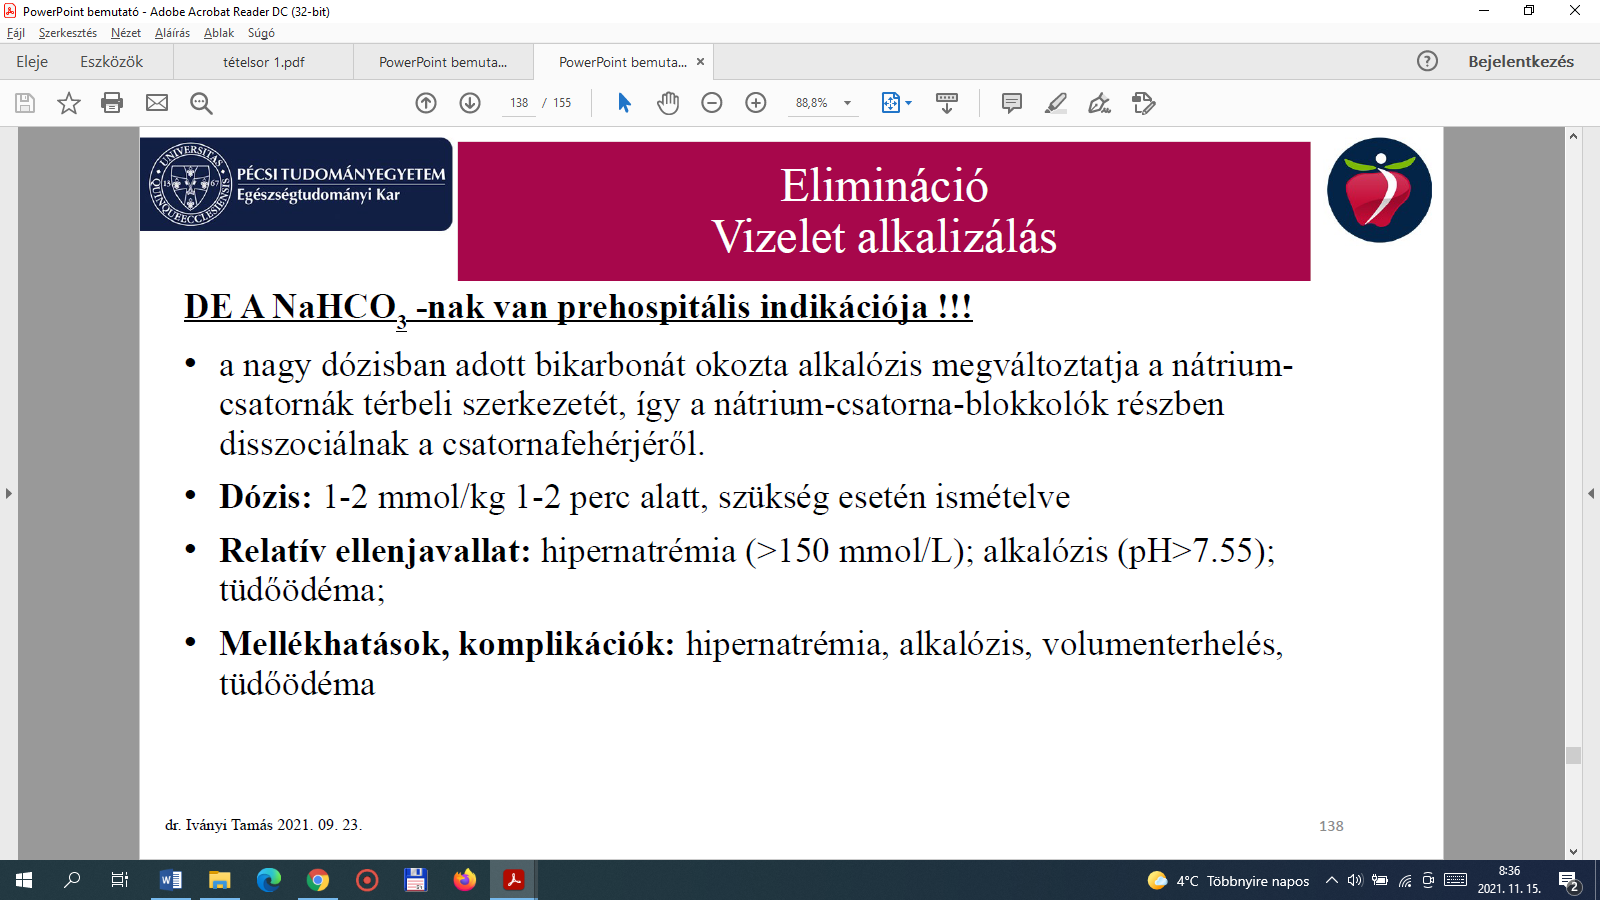 PowerPoint bemutató - Adobe Acrobat Reader DC (32-bit)
Fájl Szerkesztés Nézet Aláírás Ablak Súgó
Eleje Eszközök tételsor 1.pdf PowerPoint bemuta... PowerPoint bemuta... × Bejelentkezés
138 / 155 88,8%
UNIVERSITAS QUINQUEECCLESIENSIS
13 67
PÉCSI TUDOMÁNYEGYETEM
Egészségtudományi Kar
Elimináció
Vizelet alkalizálás
DE A NaHCO3 -nak van prehospitális indikációja !!!
• a nagy dózisban adott bikarbonát okozta alkalózis megváltoztatja a nátrium-
csatornák térbeli szerkezetét, így a nátrium-csatorna-blokkolók részben
disszociálnak a csatornafehérjéről.
• Dózis: 1-2 mmol/kg 1-2 perc alatt, szükség esetén ismételve
• Relatív ellenjavallat: hipernatrémia (>150 mmol/L); alkalózis (pH>7.55);
tüdőödéma;
• Mellékhatások, komplikációk: hipernatrémia, alkalózis, volumenterhelés,
tüdőödéma
dr. Iványi Tamás 2021. 09. 23.
138
4°C Többnyire napos
8:36
2021. 11. 15.
2